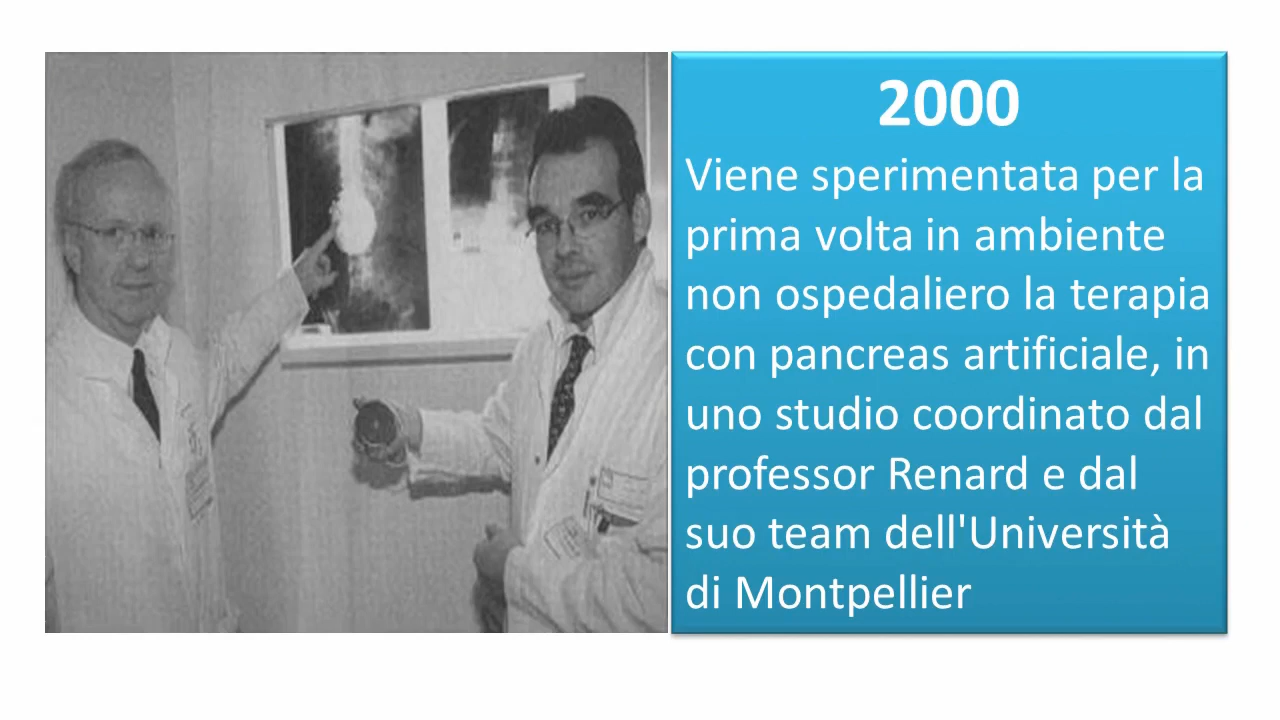 2000
Viene sperimentata per la
prima volta in ambiente
non ospedaliero la terapia
con pancreas artificiale, in
uno studio coordinato dal
professor Renard e dal
suo team dell'Università
di Montpellier